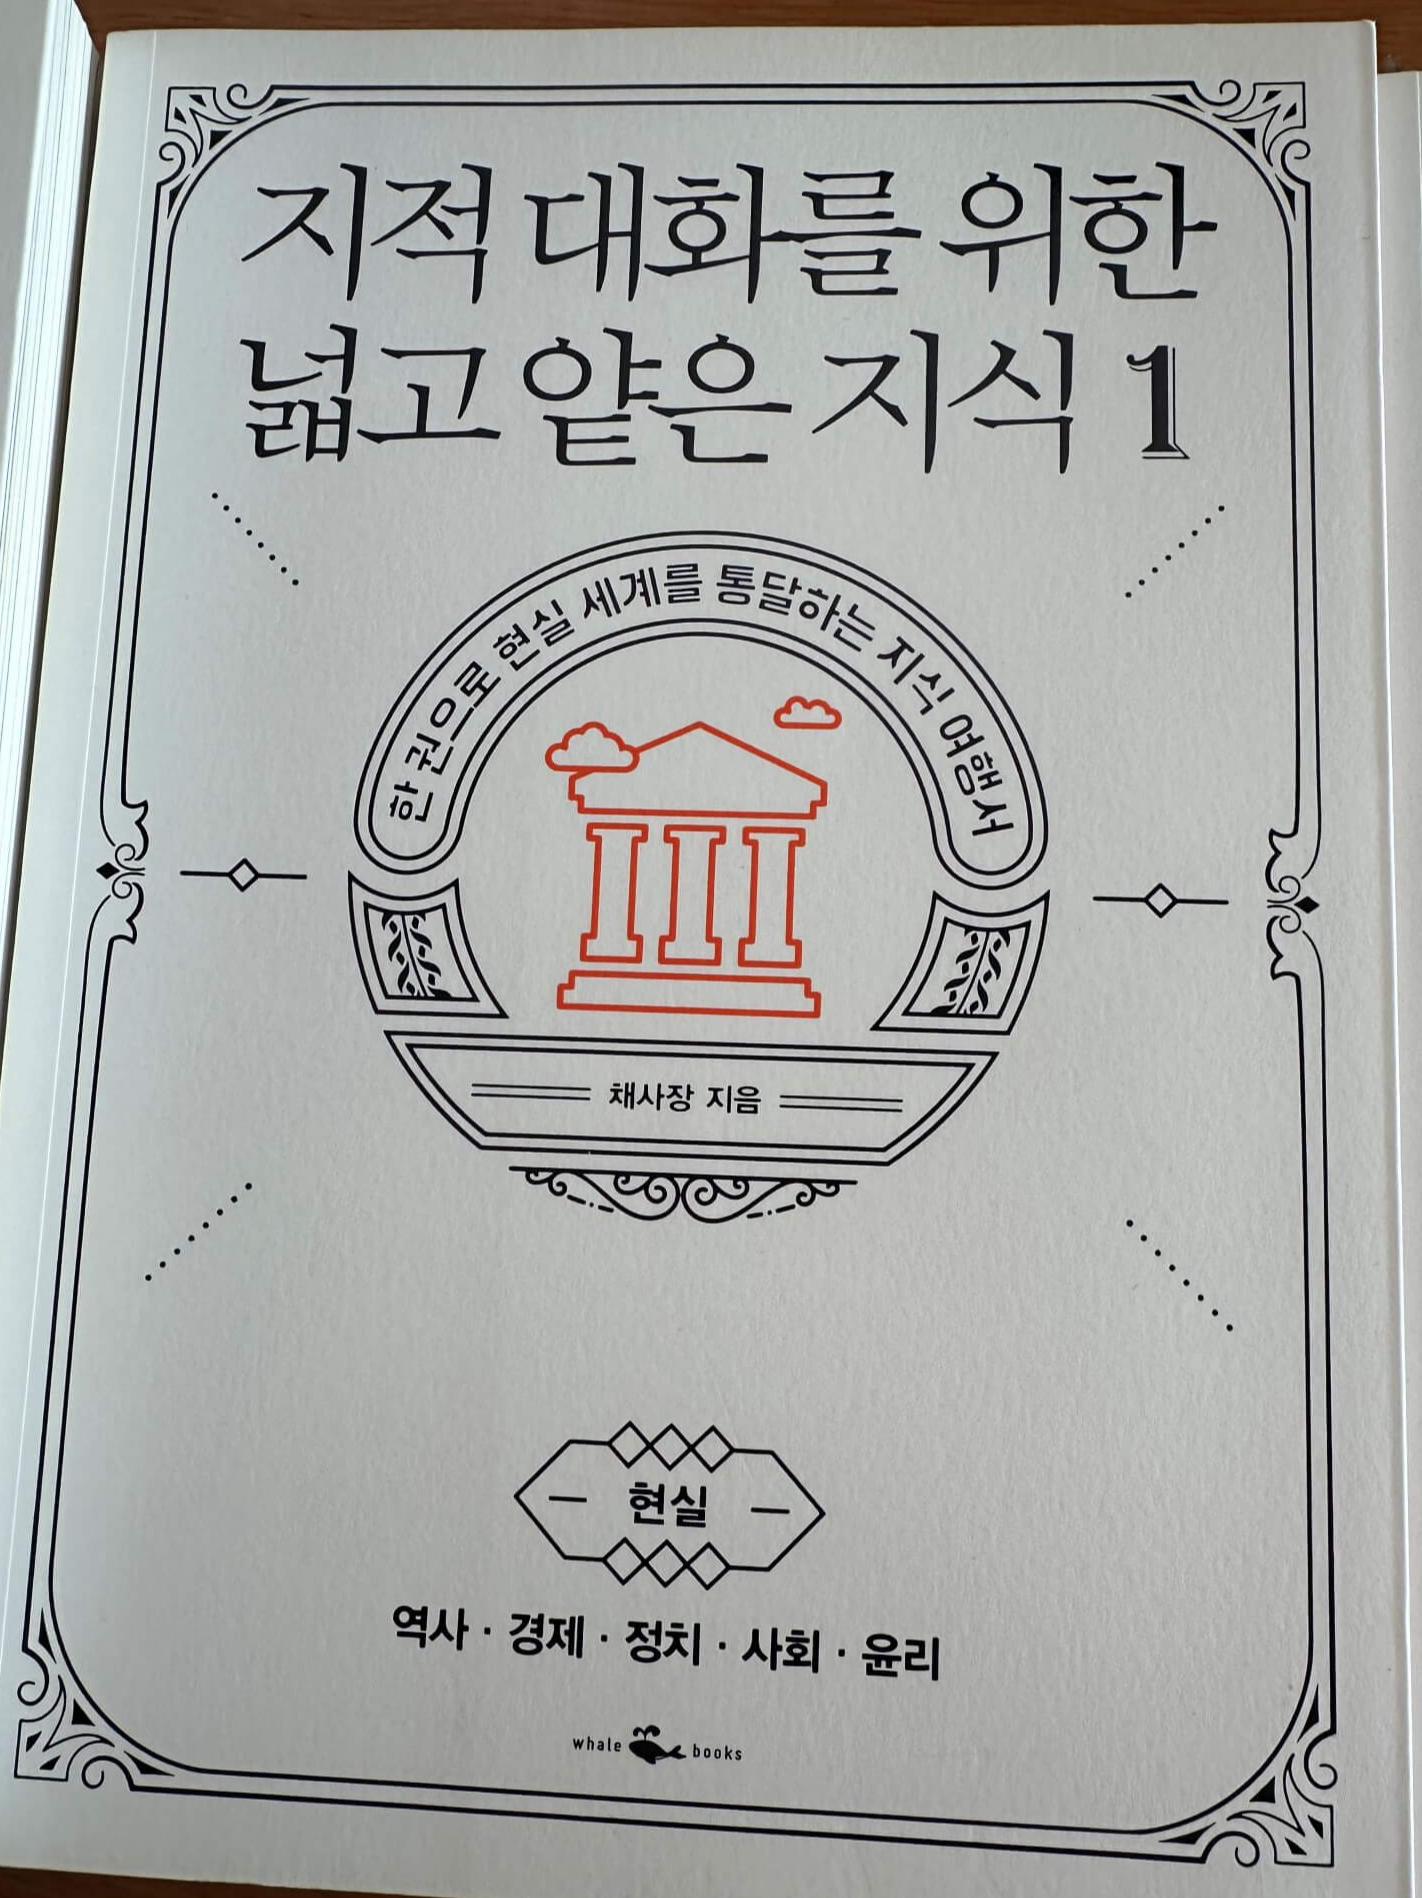 지적 대화를 위한
넓고 얕은 지식 1
한 권으로 현실 세계를 통달하는 지식 여행서
채사장 지음
현실
역사 · 경제 · 정치 · 사회 · 윤리
whale books